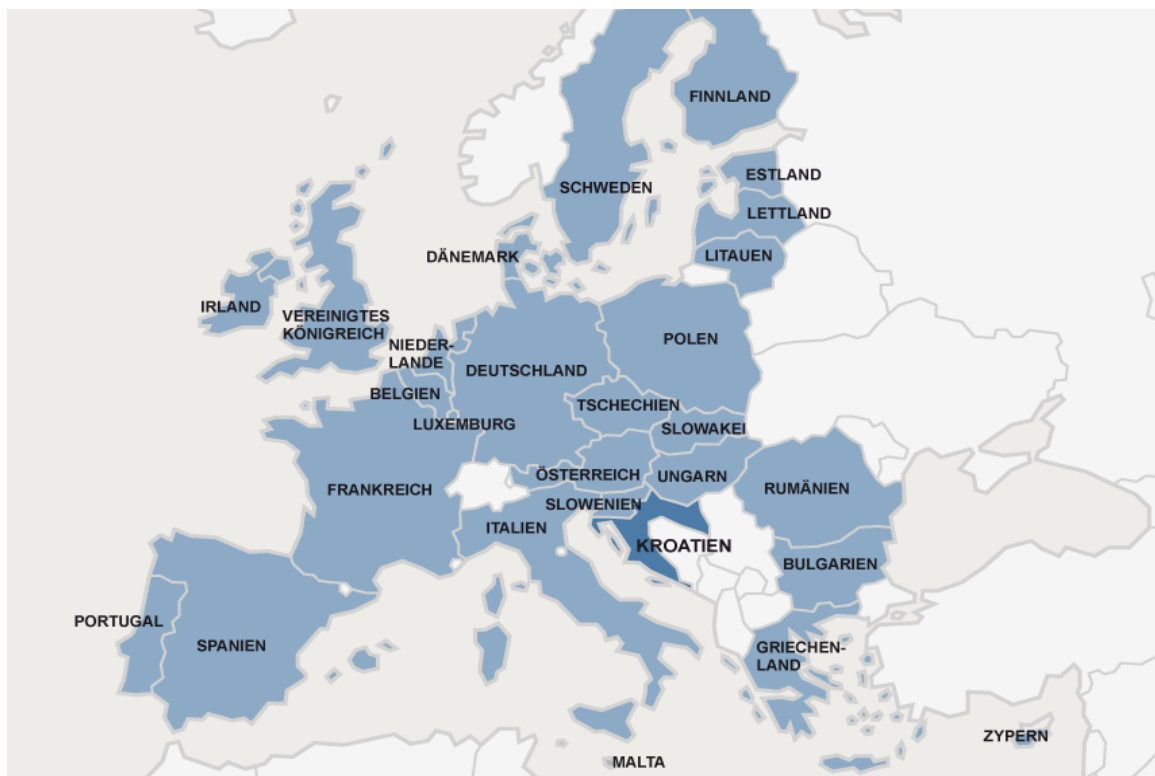 FINNLAND
ESTLAND
SCHWEDEN
LETTLAND
LITAUEN
DÄNEMARK
IRLAND
VEREINIGTES
KÖNIGREICH
NIEDER-
LANDE
POLEN
DEUTSCHLAND
BELGIEN
TSCHECHIEN
LUXEMBURG
SLOWAKEI
ÖSTERREICH
UNGARN
FRANKREICH
RUMÄNIEN
SLOWENIEN
ITALIEN
KROATIEN
BULGARIEN
PORTUGAL
SPANIEN
GRIECHEN-
LAND
ZYPERN
MALTA